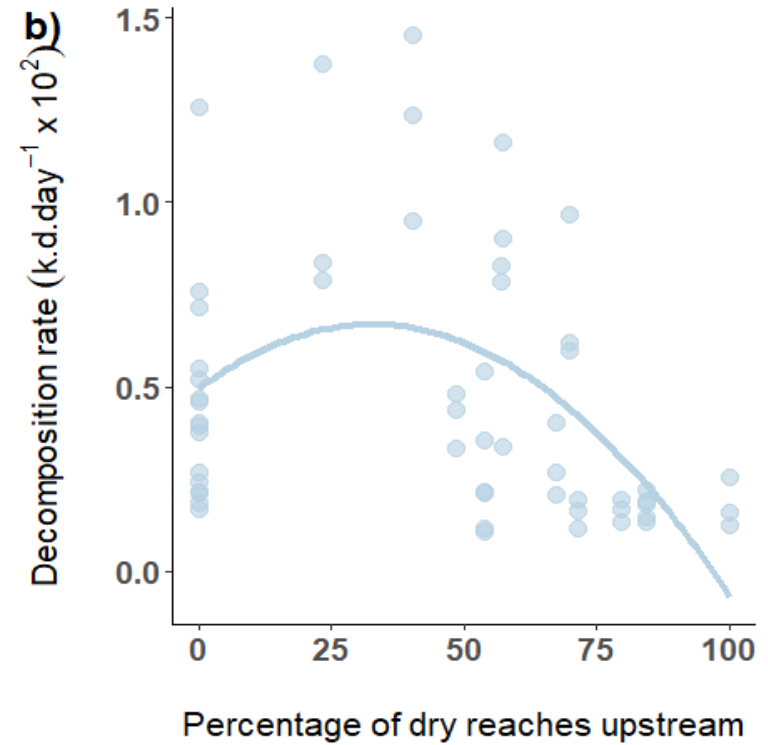 b)
Decomposition rate (k.d.day⁻¹ x 10²)
1.5
1.0
0.5
0.0
0 25 50 75 100
Percentage of dry reaches upstream